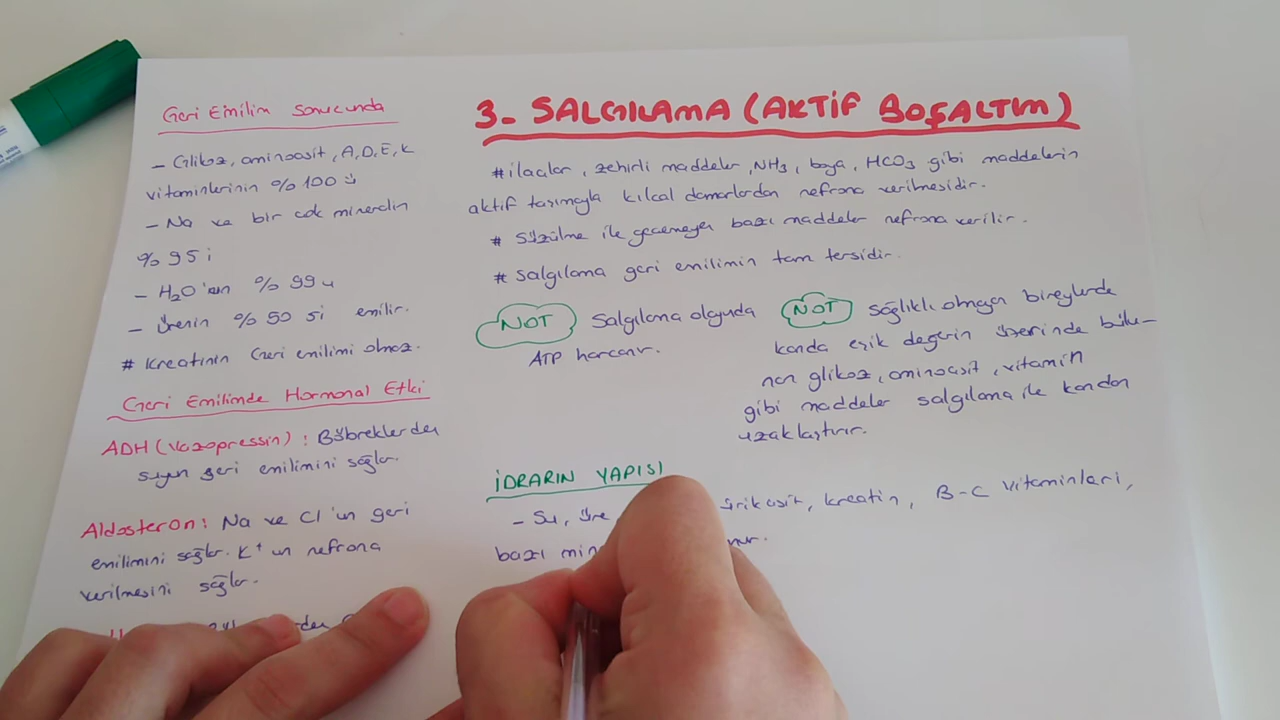 Geri Emilim Sonucunda
- Glikoz, aminoasit, A, D, E, K
vitaminlerinin %100 ü
- Na ve bir çok mineralin
%95 i
- H₂O'nun %99 u
- Ürenin %50 si emilir.
# Kreatinin Geri emilimi olmaz.
Geri Emilimde Hormonal Etki
ADH (Vazopressin) : Böbreklerden
suyun geri emilimini sağlar.
Aldosteron: Na ve Cl'un geri
emilimini sağlar. K⁺ un nefrona
verilmesini sağlar.
3- SALGILAMA (AKTİF BOŞALTIM)
# ilaçlar, zehirli maddeler, NH₃, boya, HCO₃ gibi maddelerin
aktif taşımayla kılcal damarlardan nefrona verilmesidir.
# Süzülme ile geçemeyen bazı maddeler nefrona verilir.
# Salgılama geri emilimin tam tersidir.
NOT Salgılama olayında
ATP harcanır.
NOT Sağlıklı olmayan bireylerde
kanda eşik değerin üzerinde bulu-
nan glikoz, aminoasit, vitamin
gibi maddeler salgılama ile kandan
uzaklaştırır.
İDRARIN YAPISI
- Su, üre ürikasit, kreatin, B-C vitaminleri,
bazı min